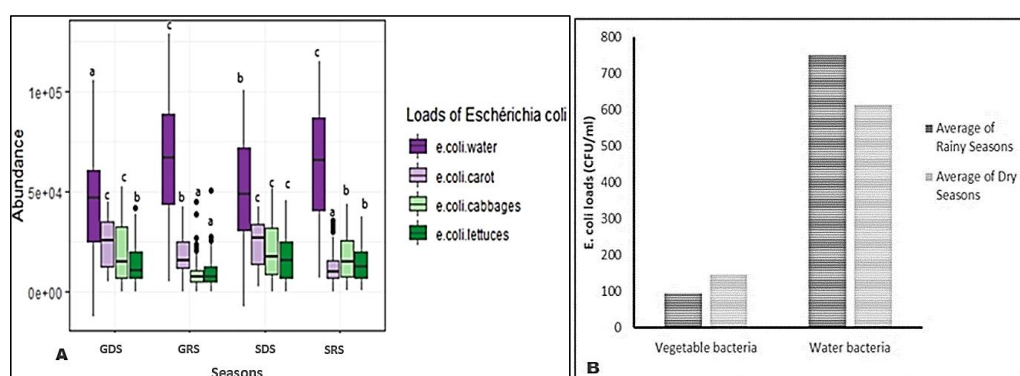 a
c
b
c
c
c
b
b
a
a
c
c
c
a
b
b
1e+05
5e+04
0e+00
Abundance
GDS
GRS
SDS
SRS
Seasons
A
Loads of Eschérichia coli
e.coli.water
e.coli.carot
e.coli.cabbages
e.coli.lettuces
800
700
600
500
400
300
200
100
0
E. coli loads (CFU/ml)
Vegetable bacteria
Water bacteria
Average of
Rainy Seasons
Average of Dry
Seasons
B